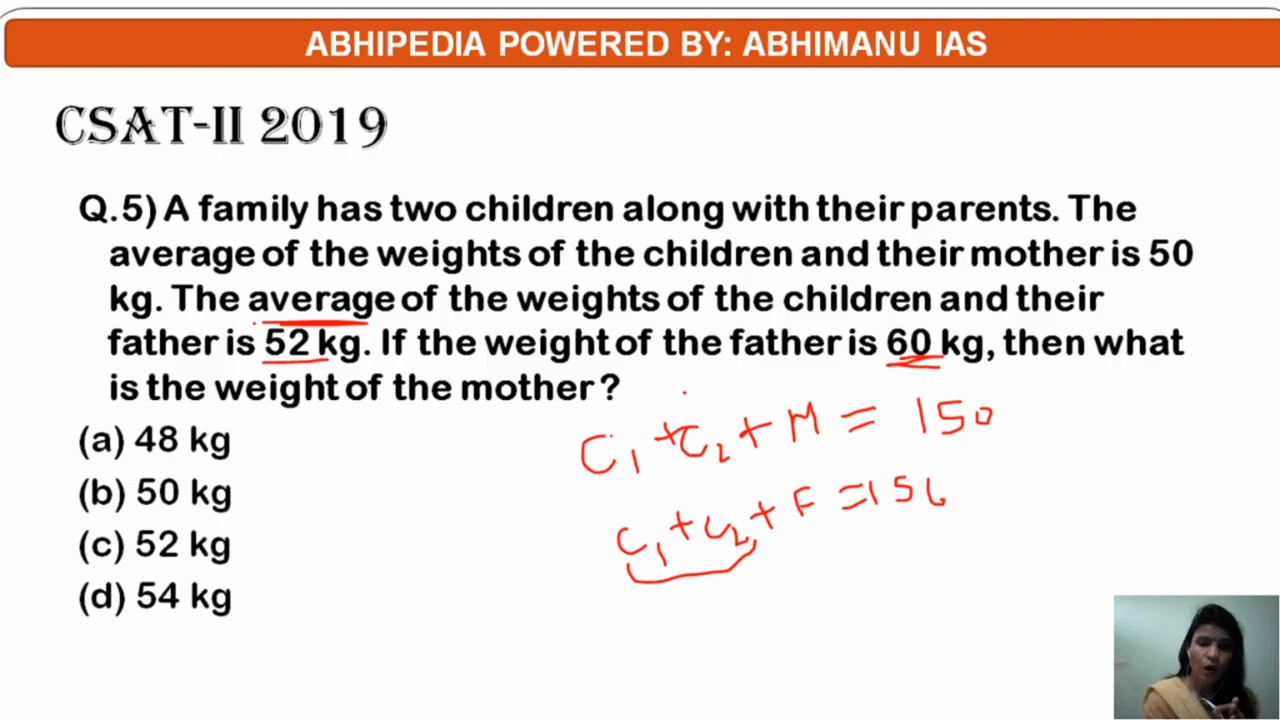 ABHIPEDIA POWERED BY: ABHIMANU IAS
CSAT-II 2019
Q.5) A family has two children along with their parents. The
average of the weights of the children and their mother is 50
kg. The average of the weights of the children and their
father is 52 kg. If the weight of the father is 60 kg, then what
is the weight of the mother ?
(a) 48 kg
(b) 50 kg
(c) 52 kg
(d) 54 kg
C₁ + C₂ + M = 150
C₁ + C₂ + F = 156